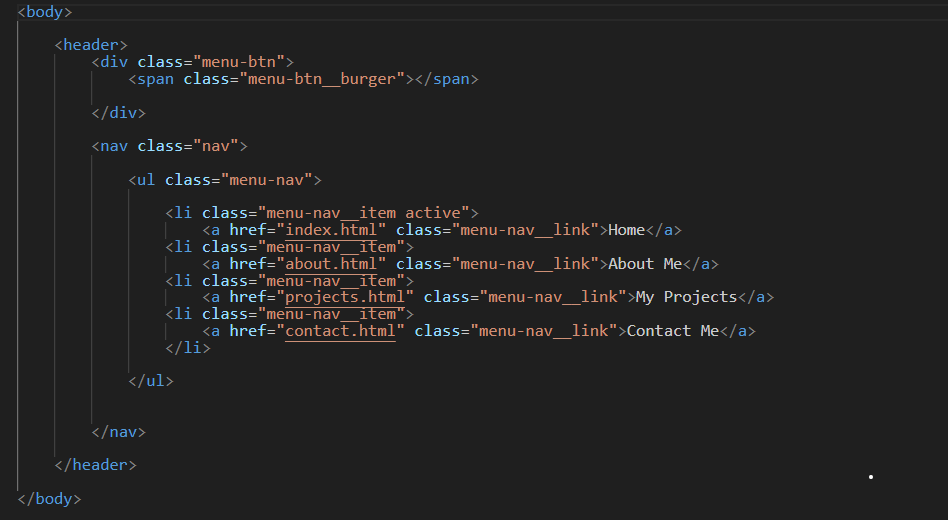 <body>
<header>
<div class="menu-btn">
<span class="menu-btn__burger"></span>
</div>
<nav class="nav">
<ul class="menu-nav">
<li class="menu-nav__item active">
<a href="index.html" class="menu-nav__link">Home</a>
<li class="menu-nav__item">
<a href="about.html" class="menu-nav__link">About Me</a>
<li class="menu-nav__item">
<a href="projects.html" class="menu-nav__link">My Projects</a>
<li class="menu-nav__item">
<a href="contact.html" class="menu-nav__link">Contact Me</a>
</li>
</ul>
</nav>
</header>
</body>